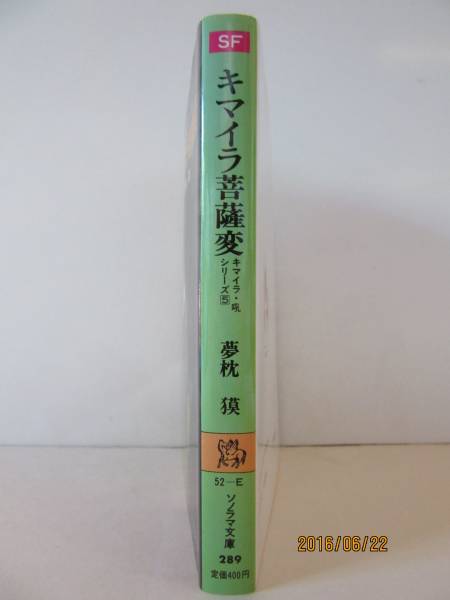 SF
キマイラ菩薩変
キマイラ・吼
シリーズ5
夢枕 獏
52-E
ソノラマ文庫
289
定価400円
2016/06/22